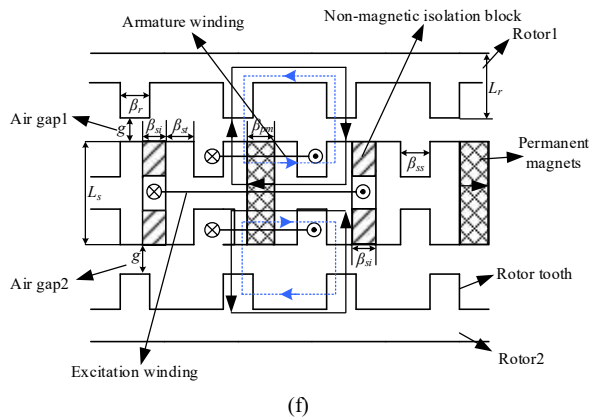 Armature winding
Non-magnetic isolation block
Rotor1
Lr
βr
Air gap1
g
βsi
βst
βpm
βss
Permanent
magnets
Ls
g
βsi
Air gap2
Rotor tooth
Rotor2
Excitation winding
(f)